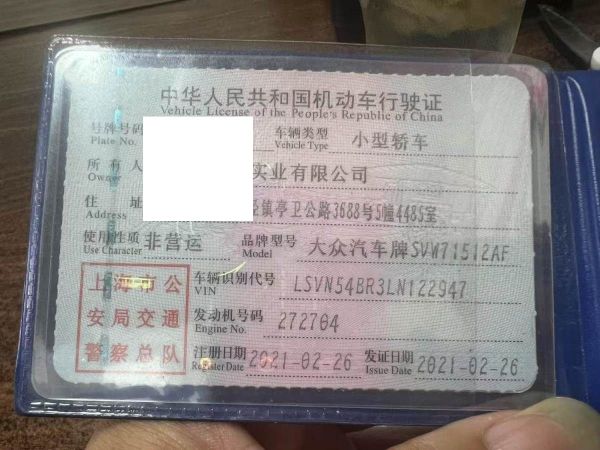 中华人民共和国机动车行驶证
Vehicle License of the People's Republic of China
号牌号码 车辆类型 小型轿车
Plate No. Vehicle Type
所有人 实业有限公司
Owner
住址 镇亭卫公路3688号5幢4485室
Address
使用性质 非营运 品牌型号 大众汽车牌SVW71512AF
Use Character Model
上海市公 车辆识别代号 LSVN54BR3LN122947
VIN
安局交通 发动机号码 272704
Engine No.
警察总队 注册日期 2021-02-26 发证日期 2021-02-26
Register Date Issue Date